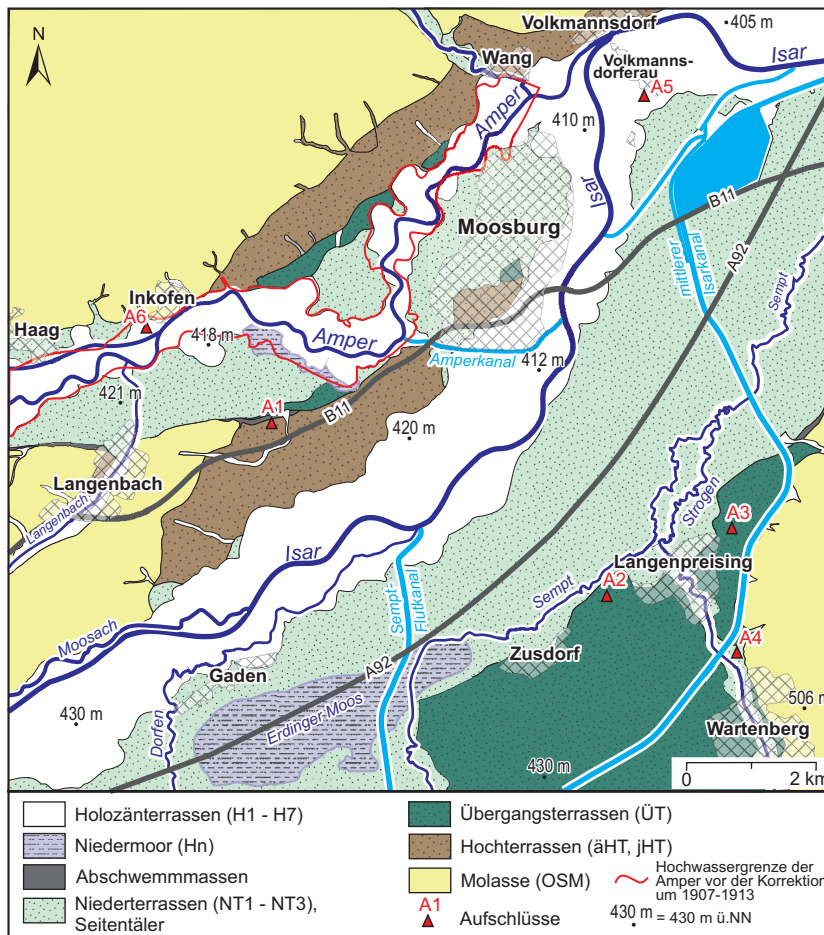 N
Volkmannsdorf
405 m
Wang
Isar
Volkmanns-
dorferau
A5
Amper
410 m
Isar
B11
Moosburg
A92
mittlerer
Isarkanal
Sempt
Inkofen
A6
Haag
418 m
Amper
Amperkanal
412 m
421 m
A1
B11
420 m
Langenbach
Langenbach
Strogen
A3
Isar
Langenpreising
A2
Sempt-
Flutkanal
Sempt
Moosach
A4
Zusdorf
Gaden
A92
Erdinger Moos
506 m
430 m
Dorfen
Wartenberg
430 m
0
2 km
Holozänterrassen (H1 - H7)
Niedermoor (Hn)
Abschwemmmassen
Niederterrassen (NT1 - NT3),
Seitentäler
Übergangsterrassen (ÜT)
Hochterrassen (äHT, jHT)
Molasse (OSM)
A1
Aufschlüsse
Hochwassergrenze der
Amper vor der Korrektion
um 1907-1913
430 m = 430 m ü.NN